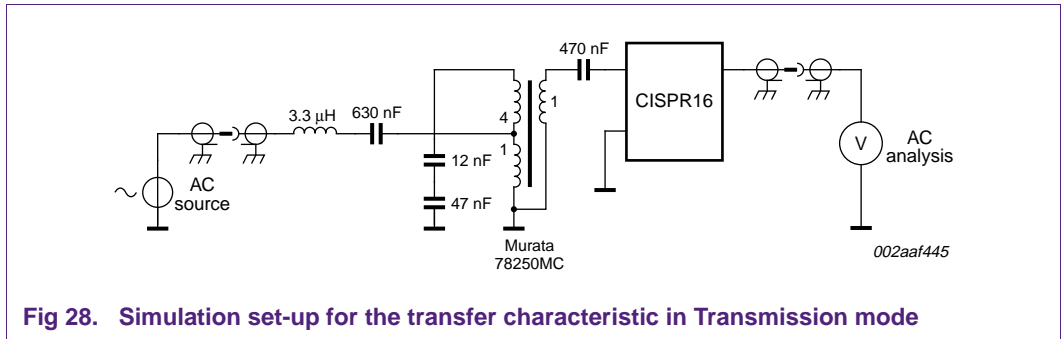 470 nF
CISPR16
3.3 μH
630 nF
4
1
1
12 nF
47 nF
V
AC
analysis
AC
source
Murata
78250MC
002aaf445
Fig 28. Simulation set-up for the transfer characteristic in Transmission mode